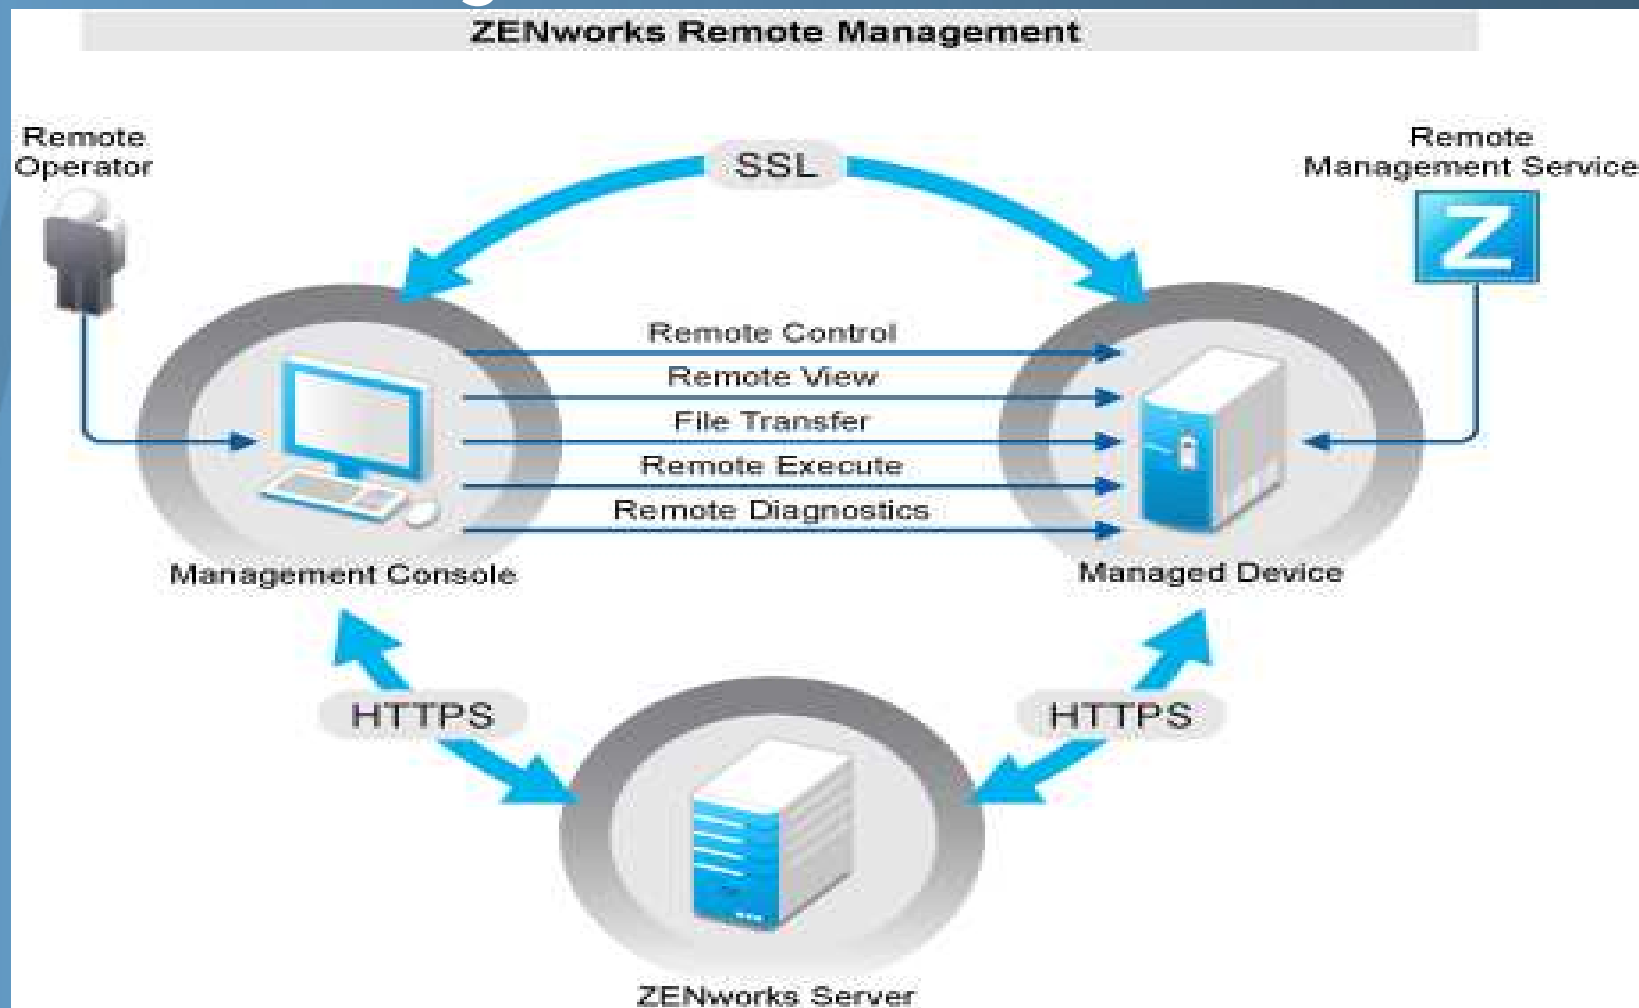 ZENworks Remote Management
Remote
Operator
SSL
Remote
Management Service
Z
Remote Control
Remote View
File Transfer
Remote Execute
Remote Diagnostics
Management Console
Managed Device
HTTPS
HTTPS
ZENworks Server